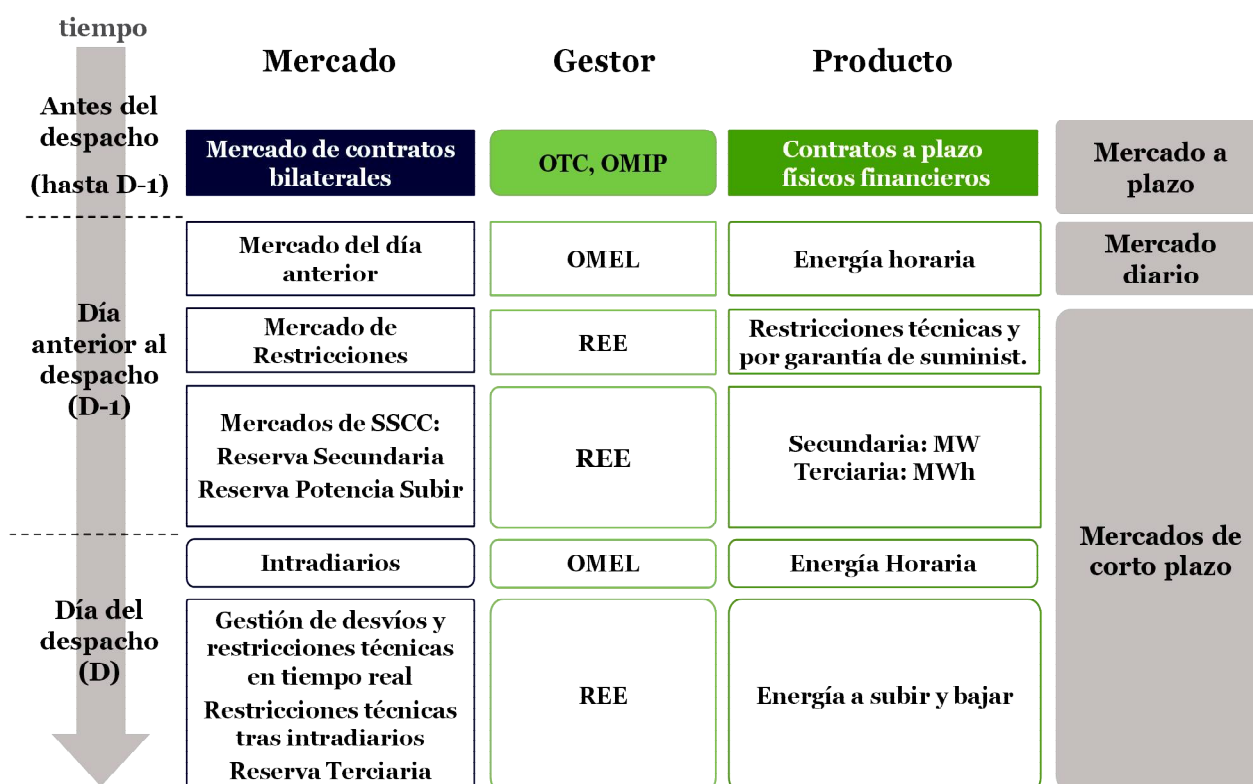 tiempo
Mercado
Gestor
Producto
Antes del
despacho
(hasta D-1)
Mercado de contratos
bilaterales
OTC, OMIP
Contratos a plazo
físicos financieros
Mercado a
plazo
Día
anterior al
despacho
(D-1)
Mercado del día
anterior
OMEL
Energía horaria
Mercado
diario
Mercado de
Restricciones
REE
Restricciones técnicas y
por garantía de suminist.
Mercados de SSCC:
Reserva Secundaria
Reserva Potencia Subir
REE
Secundaria: MW
Terciaria: MWh
Mercados de
corto plazo
Día del
despacho
(D)
Intradiarios
OMEL
Energía Horaria
Gestión de desvíos y
restricciones técnicas
en tiempo real
Restricciones técnicas
tras intradiarios
Reserva Terciaria
REE
Energía a subir y bajar